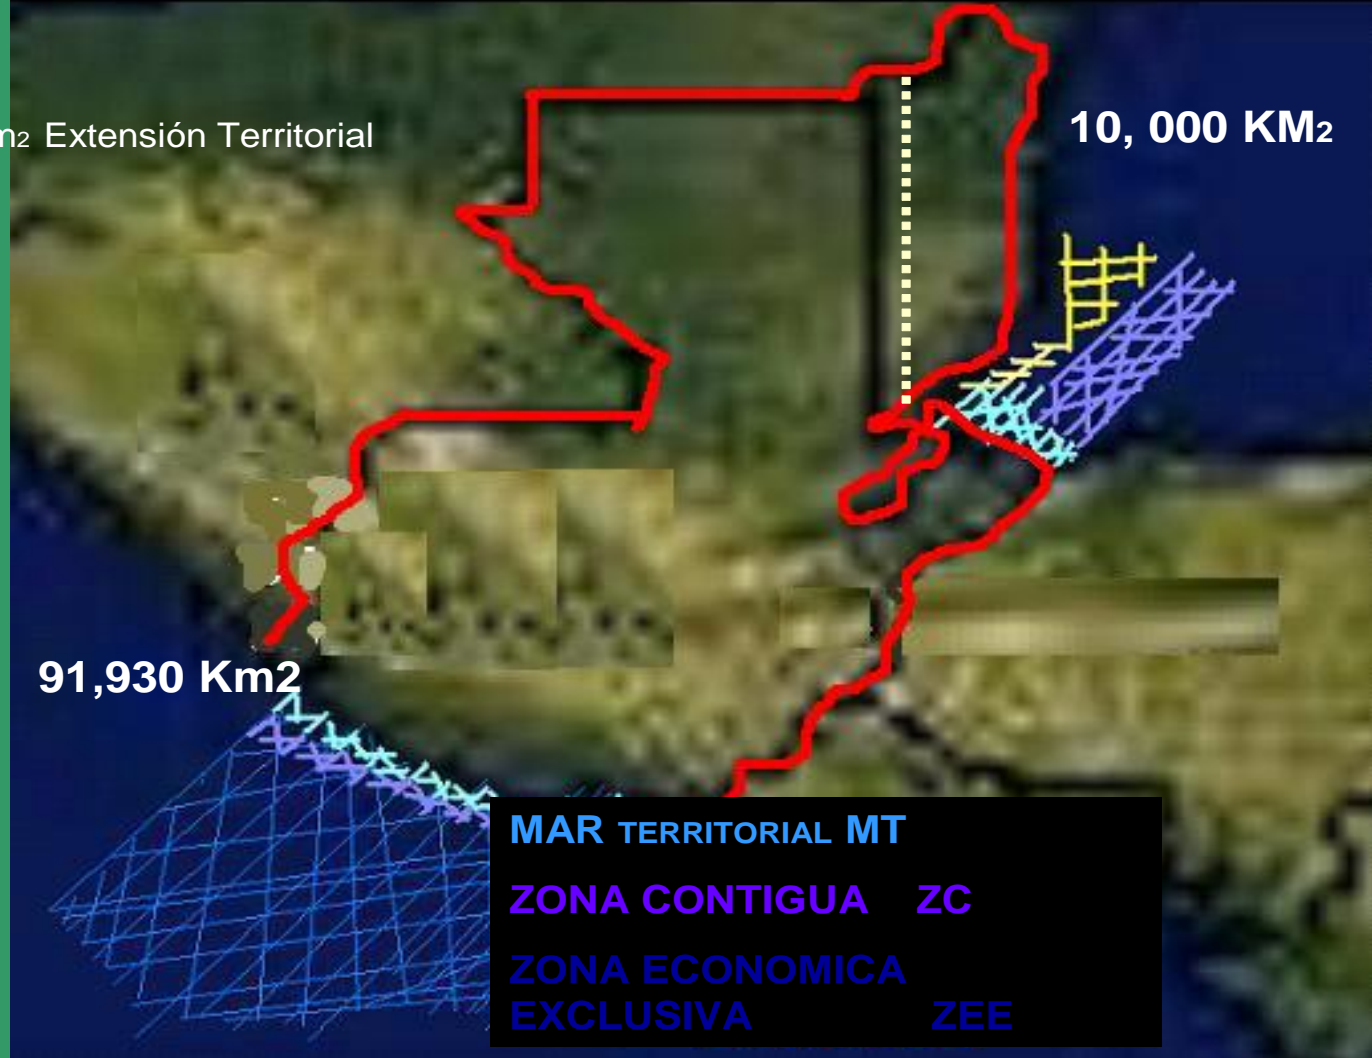 10, 000 KM2
m2 Extensión Territorial
91,930 Km2
MAR TERRITORIAL MT
ZONA CONTIGUA ZC
ZONA ECONOMICA
EXCLUSIVA ZEE